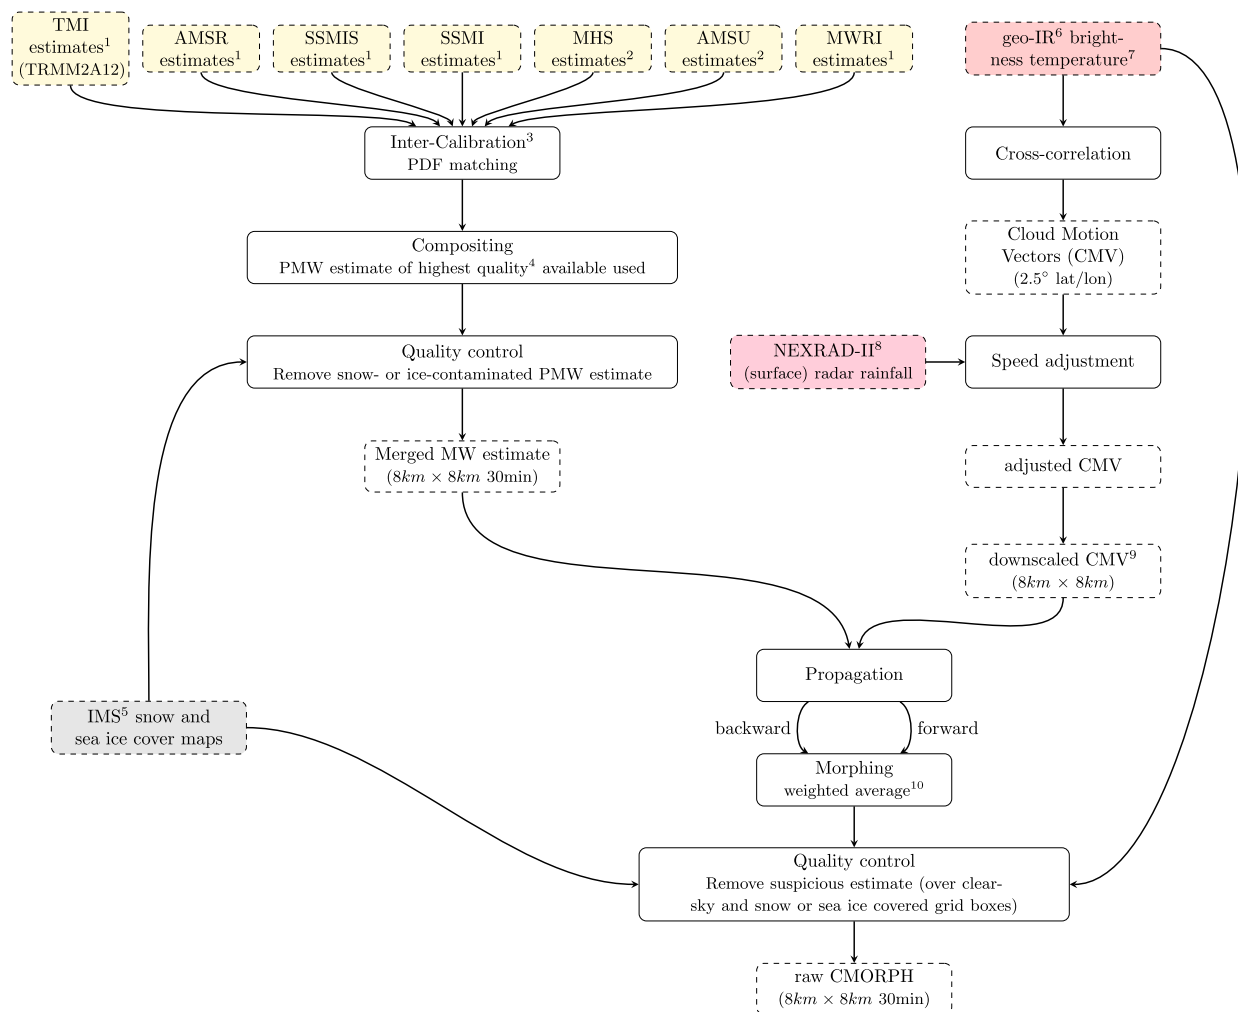 TMI
estimates¹
(TRMM2A12)
AMSR
estimates¹
SSMIS
estimates¹
SSMI
estimates¹
MHS
estimates²
AMSU
estimates²
MWRI
estimates¹
geo-IR⁶ bright-
ness temperature⁷
Inter-Calibration³
PDF matching
Cross-correlation
Compositing
PMW estimate of highest quality⁴ available used
Cloud Motion
Vectors (CMV)
(2.5° lat/lon)
Quality control
Remove snow- or ice-contaminated PMW estimate
NEXRAD-II⁸
(surface) radar rainfall
Speed adjustment
Merged MW estimate
(8km × 8km 30min)
adjusted CMV
downscaled CMV⁹
(8km × 8km)
Propagation
IMS⁵ snow and
sea ice cover maps
backward
forward
Morphing
weighted average¹⁰
Quality control
Remove suspicious estimate (over clear-
sky and snow or sea ice covered grid boxes)
raw CMORPH
(8km × 8km 30min)